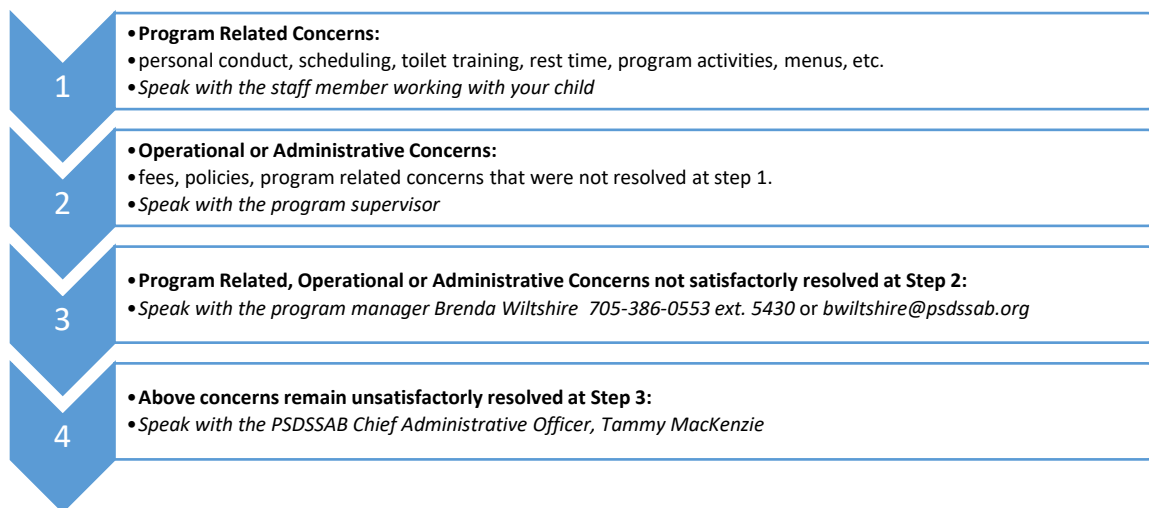 1
•Program Related Concerns:
•personal conduct, scheduling, toilet training, rest time, program activities, menus, etc.
•Speak with the staff member working with your child
2
•Operational or Administrative Concerns:
•fees, policies, program related concerns that were not resolved at step 1.
•Speak with the program supervisor
3
•Program Related, Operational or Administrative Concerns not satisfactorily resolved at Step 2:
•Speak with the program manager Brenda Wiltshire  705-386-0553 ext. 5430 or bwiltshire@psdssab.org
4
•Above concerns remain unsatisfactorily resolved at Step 3:
•Speak with the PSDSSAB Chief Administrative Officer, Tammy MacKenzie